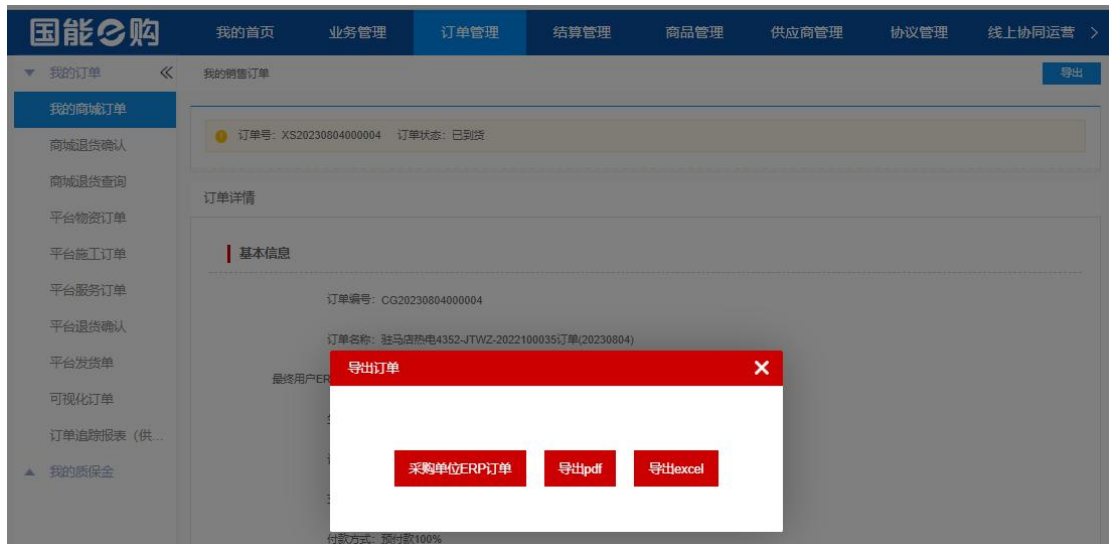 国能e购
我的首页 业务管理 订单管理 结算管理 商品管理 供应商管理 协议管理 线上协同运营
我的订单
我的销售订单 导出
我的商城订单
商城退货确认
商城退货查询
平台物资订单
平台施工订单
平台服务订单
平台退货确认
平台发货单
可视化订单
订单追踪报表（供...
我的质保金
订单号：XS20230804000004 订单状态：已到货
订单详情
基本信息
订单编号：CG20230804000004
订单名称：驻马店热电4352-JTWZ-2022100035订单(20230804)
最终用户ER
导出订单
采购单位ERP订单 导出pdf 导出excel
付款方式：预付款100%